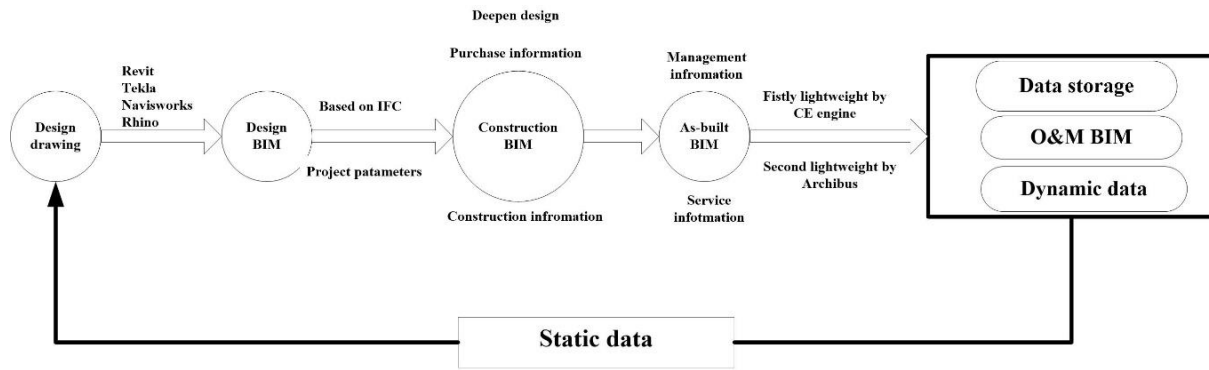 Design
drawing
Revit
Tekla
Navisworks
Rhino
Design
BIM
Based on IFC
Project patameters
Deepen design
Purchase information
Construction
BIM
Construction infromation
Management
infromation
As-built
BIM
Service
infotmation
Fistly lightweight by
CE engine
Second lightweight by
Archibus
Data storage
O&M BIM
Dynamic data
Static data